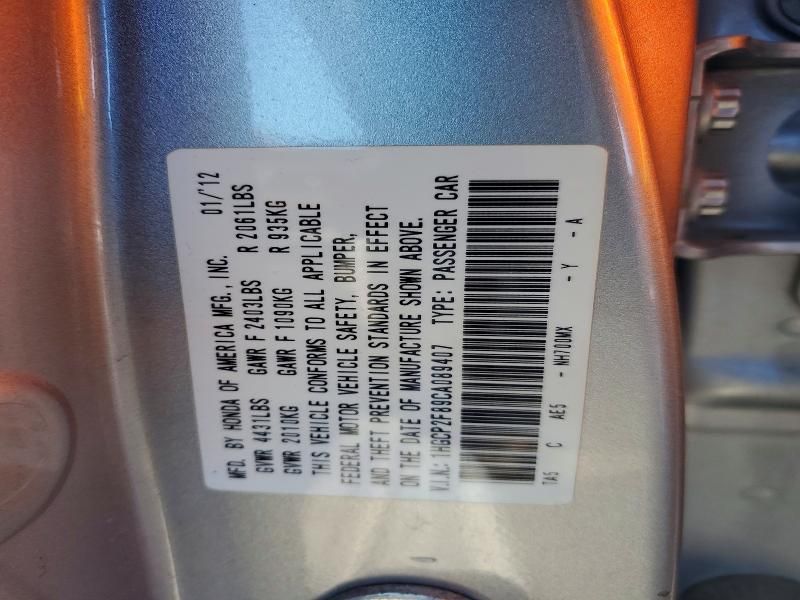 MFD. BY HONDA OF AMERICA MFG., INC. 01/'12
GVWR 4431LBS GAWR F 2403LBS R 2061LBS
GVWR 2010KG GAWR F 1090KG R 935KG
THIS VEHICLE CONFORMS TO ALL APPLICABLE
FEDERAL MOTOR VEHICLE SAFETY, BUMPER,
AND THEFT PREVENTION STANDARDS IN EFFECT
ON THE DATE OF MANUFACTURE SHOWN ABOVE.
V.I.N.: 1HGCP2F89CA089407 TYPE: PASSENGER CAR
TA5 C AE5 - NH700MX - Y - A